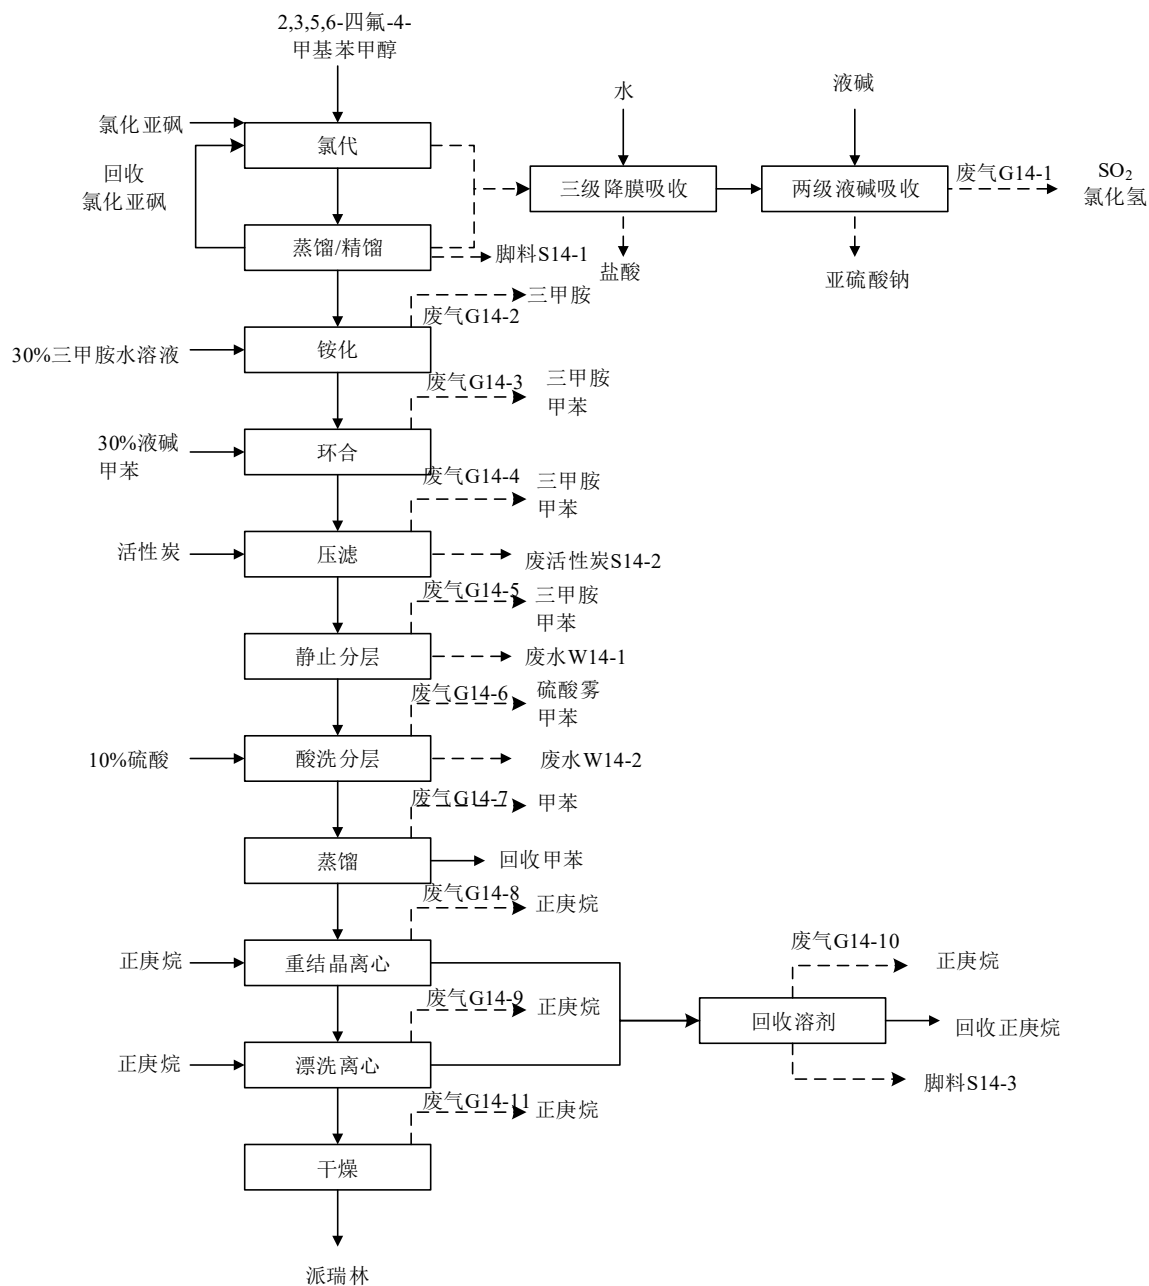 2,3,5,6-四氟-4-
甲基苯甲醇
水
液碱
氯化亚砜
氯代
回收
氯化亚砜
三级降膜吸收
两级液碱吸收
废气G14-1
SO₂
氯化氢
蒸馏/精馏
脚料S14-1
盐酸
亚硫酸钠
三甲胺
废气G14-2
30%三甲胺水溶液
铵化
废气G14-3
三甲胺
甲苯
30%液碱
甲苯
环合
废气G14-4
三甲胺
甲苯
活性炭
压滤
废活性炭S14-2
废气G14-5
三甲胺
甲苯
静止分层
废水W14-1
废气G14-6
硫酸雾
甲苯
10%硫酸
酸洗分层
废水W14-2
废气G14-7
甲苯
蒸馏
回收甲苯
废气G14-8
正庚烷
正庚烷
重结晶离心
废气G14-10
正庚烷
废气G14-9
正庚烷
回收溶剂
回收正庚烷
正庚烷
漂洗离心
脚料S14-3
废气G14-11
正庚烷
干燥
派瑞林